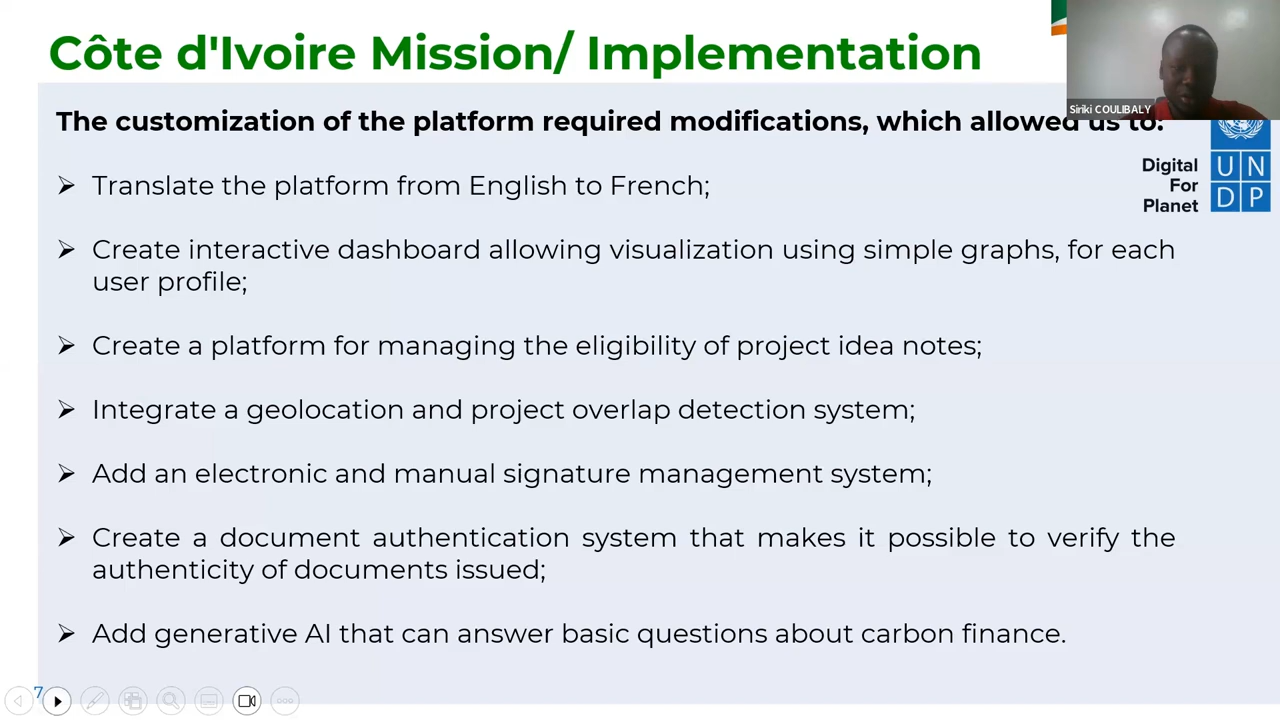 Côte d'Ivoire Mission/ Implementation
Siriki COULIBALY
The customization of the platform required modifications, which allowed us to:
Digital
For
Planet
U N
D P
➢ Translate the platform from English to French;
➢ Create interactive dashboard allowing visualization using simple graphs, for each
user profile;
➢ Create a platform for managing the eligibility of project idea notes;
➢ Integrate a geolocation and project overlap detection system;
➢ Add an electronic and manual signature management system;
➢ Create a document authentication system that makes it possible to verify the
authenticity of documents issued;
➢ Add generative AI that can answer basic questions about carbon finance.
7